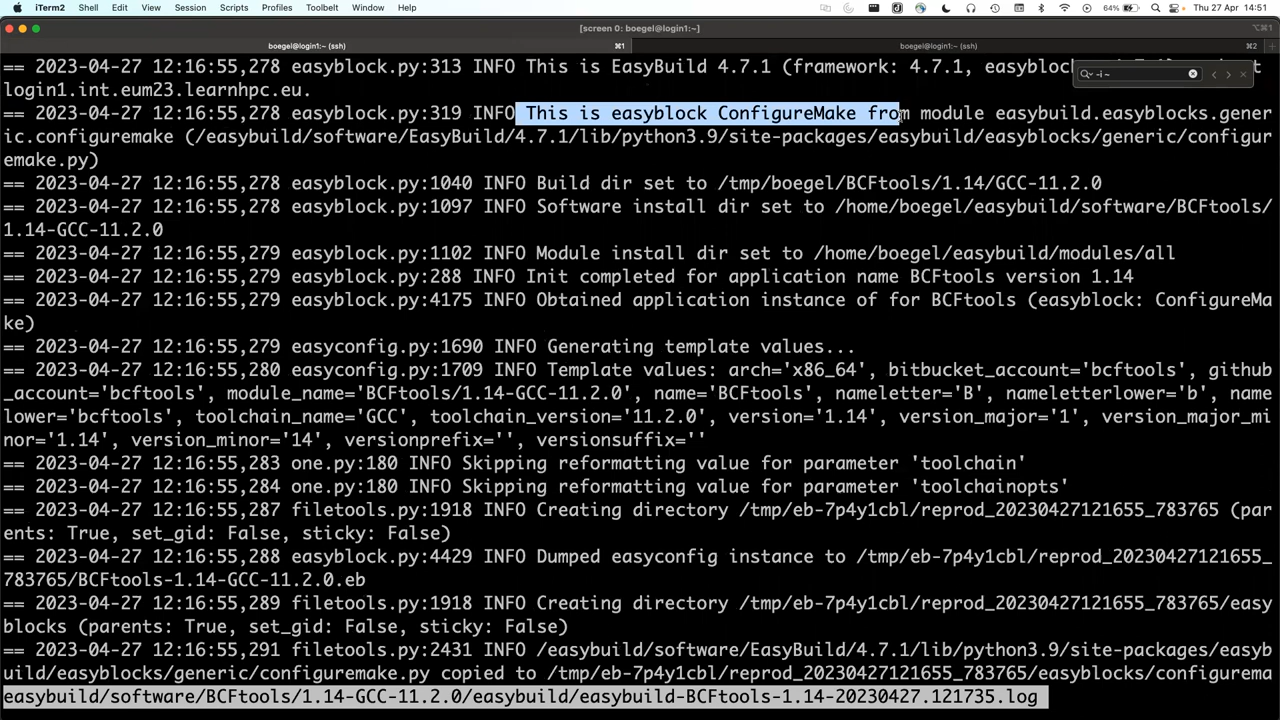 iTerm2 Shell Edit View Session Scripts Profiles Toolbelt Window Help 64% Thu 27 Apr 14:51
[screen 0: boegel@login1:~ (ssh) ⌥⌘1
boegel@login1:~ (ssh) ⌘1 boegel@login1:~ (ssh) ⌘2
-i ~
== 2023-04-27 12:16:55,278 easyblock.py:313 INFO This is EasyBuild 4.7.1 (framework: 4.7.1, easybloc
login1.int.eum23.learnhpc.eu.
== 2023-04-27 12:16:55,278 easyblock.py:319 INFO This is easyblock ConfigureMake from module easybuild.easyblocks.gener
ic.configuremake (/easybuild/software/EasyBuild/4.7.1/lib/python3.9/site-packages/easybuild/easyblocks/generic/configur
emake.py)
== 2023-04-27 12:16:55,278 easyblock.py:1040 INFO Build dir set to /tmp/boegel/BCFtools/1.14/GCC-11.2.0
== 2023-04-27 12:16:55,278 easyblock.py:1097 INFO Software install dir set to /home/boegel/easybuild/software/BCFtools/
1.14-GCC-11.2.0
== 2023-04-27 12:16:55,278 easyblock.py:1102 INFO Module install dir set to /home/boegel/easybuild/modules/all
== 2023-04-27 12:16:55,279 easyblock.py:288 INFO Init completed for application name BCFtools version 1.14
== 2023-04-27 12:16:55,279 easyblock.py:4175 INFO Obtained application instance of for BCFtools (easyblock: ConfigureMa
ke)
== 2023-04-27 12:16:55,279 easyconfig.py:1690 INFO Generating template values...
== 2023-04-27 12:16:55,280 easyconfig.py:1709 INFO Template values: arch='x86_64', bitbucket_account='bcftools', github
_account='bcftools', module_name='BCFtools/1.14-GCC-11.2.0', name='BCFtools', nameletter='B', nameletterlower='b', name
lower='bcftools', toolchain_name='GCC', toolchain_version='11.2.0', version='1.14', version_major='1', version_major_mi
nor='1.14', version_minor='14', versionprefix='', versionsuffix=''
== 2023-04-27 12:16:55,283 one.py:180 INFO Skipping reformatting value for parameter 'toolchain'
== 2023-04-27 12:16:55,284 one.py:180 INFO Skipping reformatting value for parameter 'toolchainopts'
== 2023-04-27 12:16:55,287 filetools.py:1918 INFO Creating directory /tmp/eb-7p4y1cbl/reprod_20230427121655_783765 (par
ents: True, set_gid: False, sticky: False)
== 2023-04-27 12:16:55,288 easyblock.py:4429 INFO Dumped easyconfig instance to /tmp/eb-7p4y1cbl/reprod_20230427121655_
783765/BCFtools-1.14-GCC-11.2.0.eb
== 2023-04-27 12:16:55,289 filetools.py:1918 INFO Creating directory /tmp/eb-7p4y1cbl/reprod_20230427121655_783765/easy
blocks (parents: True, set_gid: False, sticky: False)
== 2023-04-27 12:16:55,291 filetools.py:2431 INFO /easybuild/software/EasyBuild/4.7.1/lib/python3.9/site-packages/easyb
uild/easyblocks/generic/configuremake.py copied to /tmp/eb-7p4y1cbl/reprod_20230427121655_783765/easyblocks/configurema
easybuild/software/BCFtools/1.14-GCC-11.2.0/easybuild/easybuild-BCFtools-1.14-20230427.121735.log